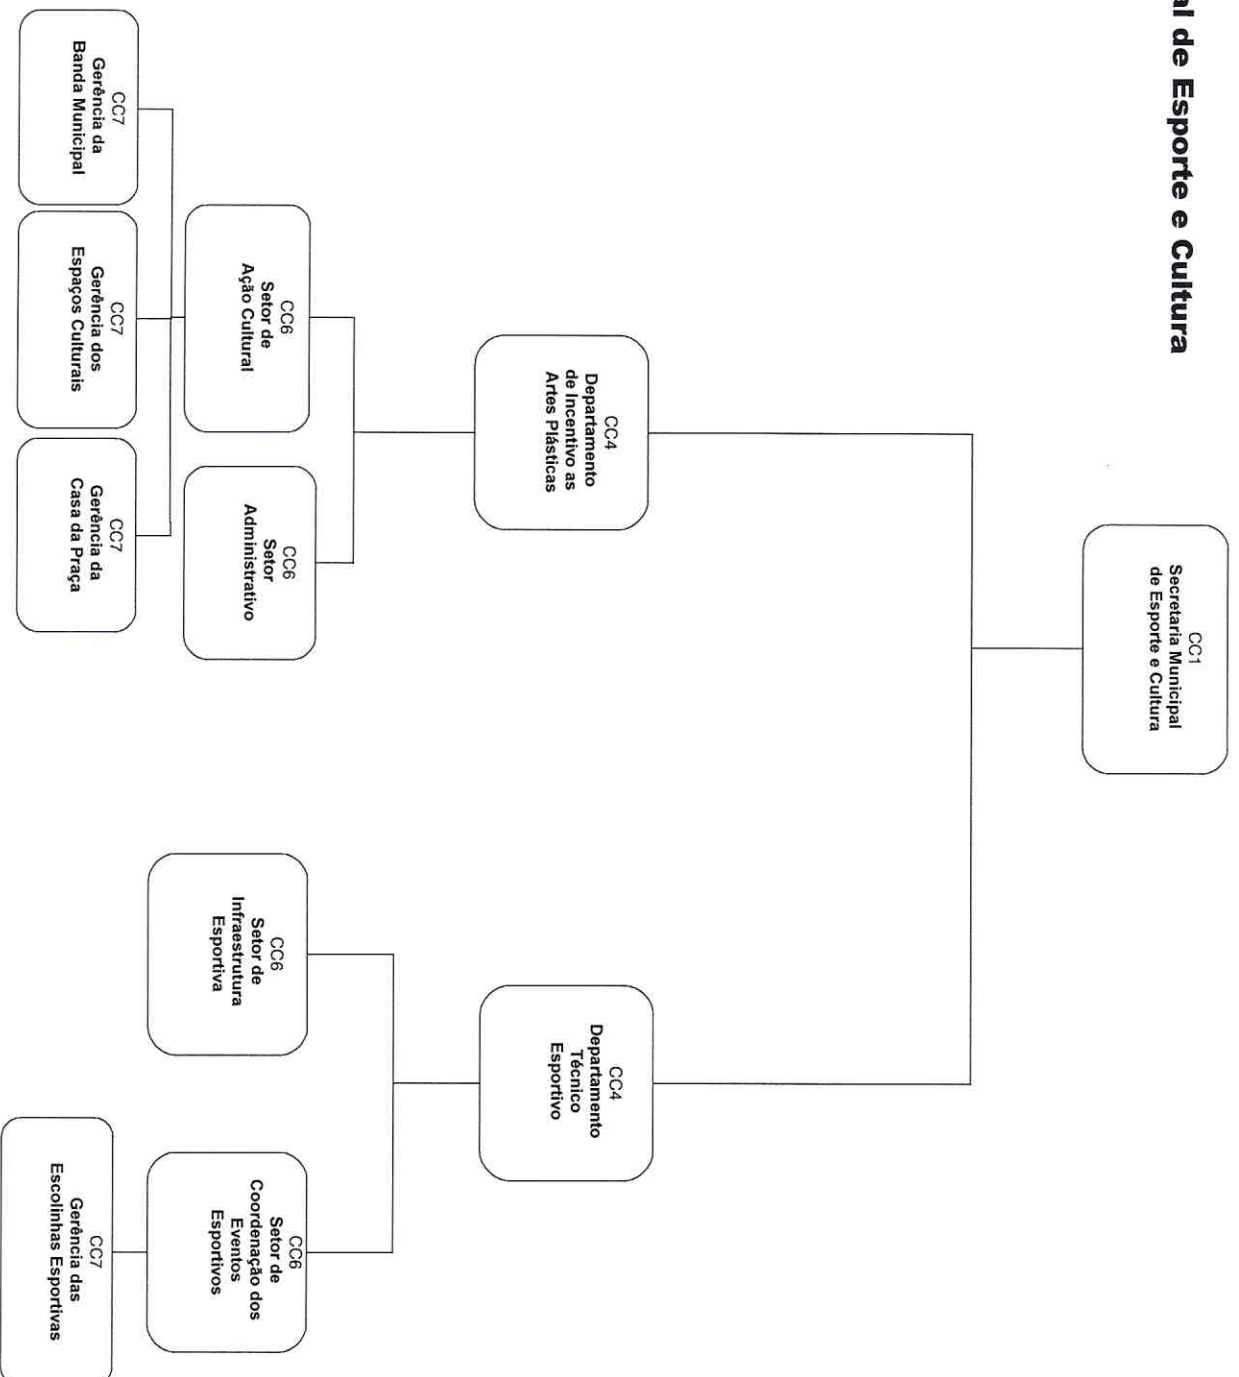 al de Esporte e Cultura
CC1
Secretaria Municipal
de Esporte e Cultura
CC4
Departamento
de Incentivo as
Artes Plásticas
CC4
Departamento
Técnico
Esportivo
CC6
Setor de
Ação Cultural
CC6
Setor
Administrativo
CC6
Setor de
Infraestrutura
Esportiva
CC6
Setor de
Coordenação dos
Eventos
Esportivos
CC7
Gerência da
Banda Municipal
CC7
Gerência dos
Espaços Culturais
CC7
Gerência da
Casa da Praça
CC7
Gerência das
Escolinhas Esportivas